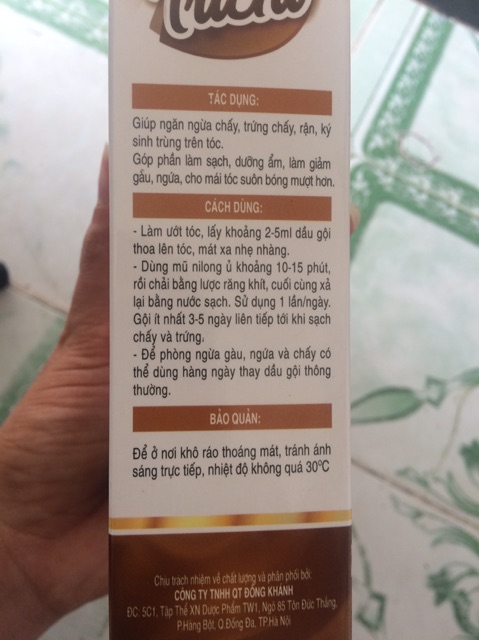 TÁC DỤNG:
Giúp ngăn ngừa chấy, trứng chấy, rận, ký
sinh trùng trên tóc.
Góp phần làm sạch, dưỡng ẩm, làm giảm
gầu, ngứa, cho mái tóc suôn bóng mượt hơn.
CÁCH DÙNG:
- Làm ướt tóc, lấy khoảng 2-5ml dầu gội
thoa lên tóc, mát xa nhẹ nhàng.
- Dùng mũ nilong ủ khoảng 10-15 phút,
rồi chải bằng lược răng khít, cuối cùng xả
lại bằng nước sạch. Sử dụng 1 lần/ngày.
Gội ít nhất 3-5 ngày liên tiếp tới khi sạch
chấy và trứng.
- Để phòng ngừa gàu, ngứa và chấy có
thể dùng hàng ngày thay dầu gội thông
thường.
BẢO QUẢN:
Để ở nơi khô ráo thoáng mát, tránh ánh
sáng trực tiếp, nhiệt độ không quá 30ºC
Chịu trách nhiệm về chất lượng và phân phối bởi:
CÔNG TY TNHH QT ĐÔNG KHÁNH
ĐC: 5C1, Tập Thể XN Dược Phẩm TW1, Ngõ 85 Tôn Đức Thắng,
P.Hàng Bột, Q.Đống Đa, TP.Hà Nội